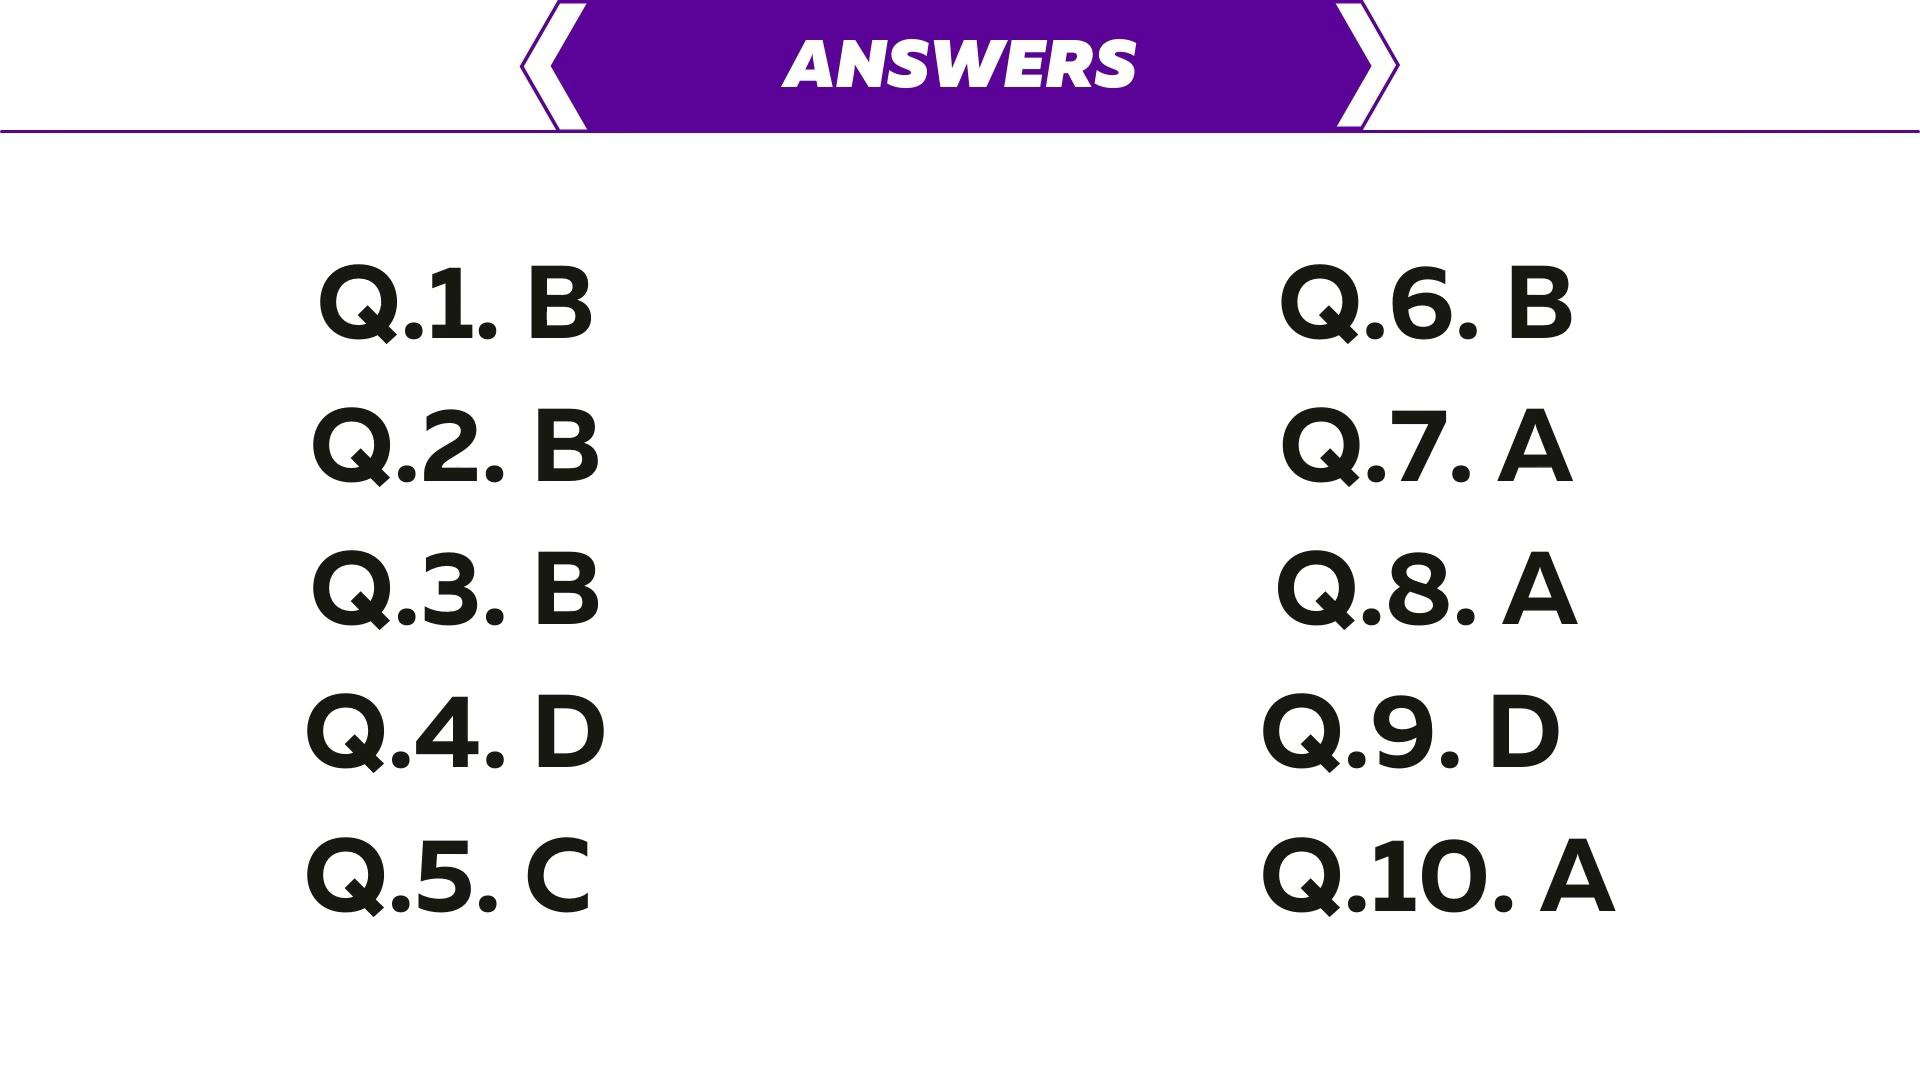 ANSWERS
Q.1. B
Q.2. B
Q.3. B
Q.4. D
Q.5. C
Q.6. B
Q.7. A
Q.8. A
Q.9. D
Q.10. A